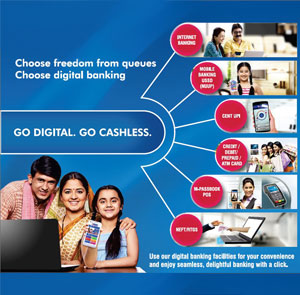 Choose freedom from queues
Choose digital banking
GO DIGITAL. GO CASHLESS.
INTERNET
BANKING
MOBILE
BANKING
USSD
(NUUP)
CENT UPI
CREDIT /
DEBIT/
PREPAID /
ATM CARD
M-PASSBOOK
POS
NEFT/RTGS
Use our digital banking facilities for your convenience
and enjoy seamless, delightful banking with a click.